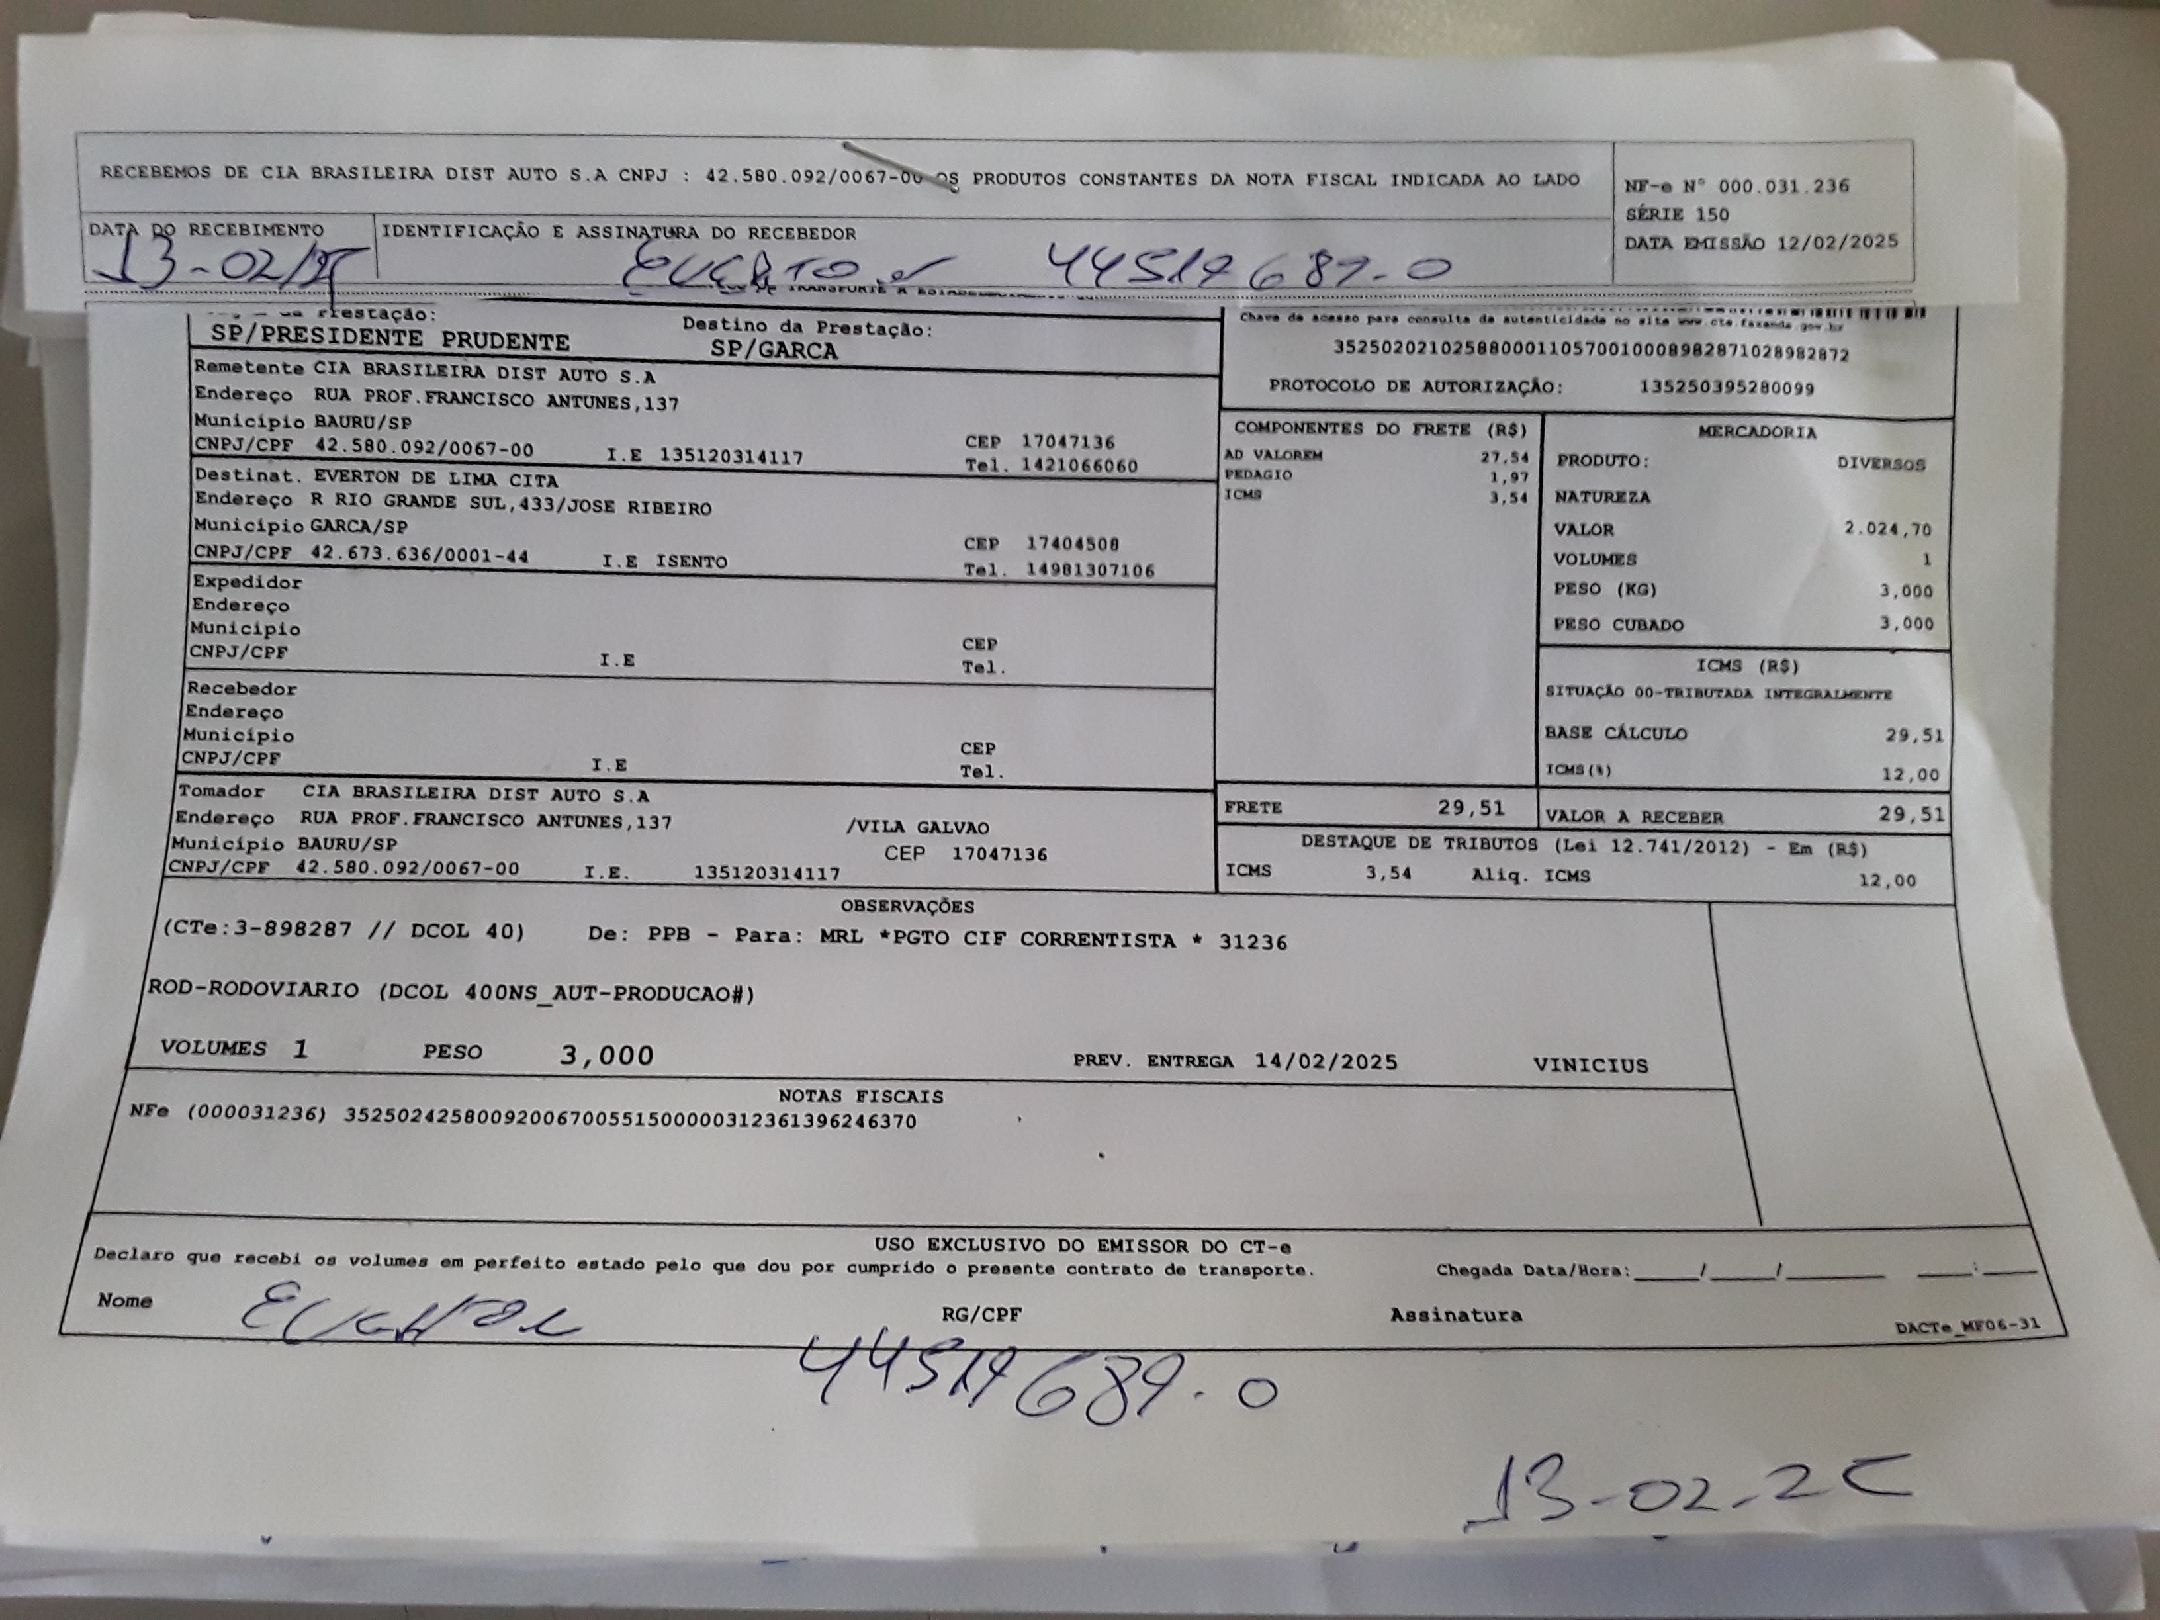 RECEBEMOS DE CIA BRASILEIRA DIST AUTO S.A CNPJ : 42.580.092/0067-00 OS PRODUTOS CONSTANTES DA NOTA FISCAL INDICADA AO LADO
NF-e N° 000.031.236
SÉRIE 150
DATA EMISSÃO 12/02/2025
DATA DO RECEBIMENTO
IDENTIFICAÇÃO E ASSINATURA DO RECEBEDOR
13-02/25
EVERTON 44517689-0
Prestação:
SP/PRESIDENTE PRUDENTE
Destino da Prestação:
SP/GARCA
Chave de acesso para consulta de autenticidade no site www.cte.fazenda.gov.br
35250202102588000110570010008982871028982872
PROTOCOLO DE AUTORIZAÇÃO: 135250395280099
Remetente CIA BRASILEIRA DIST AUTO S.A
Endereço RUA PROF.FRANCISCO ANTUNES,137
Município BAURU/SP CEP 17047136
CNPJ/CPF 42.580.092/0067-00 I.E 135120314117 Tel. 1421066060
Destinat. EVERTON DE LIMA CITA
Endereço R RIO GRANDE SUL,433/JOSE RIBEIRO
Município GARCA/SP CEP 17404508
CNPJ/CPF 42.673.636/0001-44 I.E ISENTO Tel. 14981307106
Expedidor
Endereço
Município CEP
CNPJ/CPF I.E Tel.
Recebedor
Endereço
Município CEP
CNPJ/CPF I.E Tel.
Tomador CIA BRASILEIRA DIST AUTO S.A
Endereço RUA PROF.FRANCISCO ANTUNES,137 /VILA GALVAO
Município BAURU/SP CEP 17047136
CNPJ/CPF 42.580.092/0067-00 I.E. 135120314117
COMPONENTES DO FRETE (R$)
AD VALOREM 27,54
PEDAGIO 1,97
ICMS 3,54
FRETE 29,51
MERCADORIA
PRODUTO: DIVERSOS
NATUREZA
VALOR 2.024,70
VOLUMES 1
PESO (KG) 3,000
PESO CUBADO 3,000
ICMS (R$)
SITUAÇÃO 00-TRIBUTADA INTEGRALMENTE
BASE CÁLCULO 29,51
ICMS(%) 12,00
VALOR A RECEBER 29,51
DESTAQUE DE TRIBUTOS (Lei 12.741/2012) - Em (R$)
ICMS 3,54 Aliq. ICMS 12,00
OBSERVAÇÕES
(CTe:3-898287 // DCOL 40) De: PPB - Para: MRL *PGTO CIF CORRENTISTA * 31236
ROD-RODOVIARIO (DCOL 400NS_AUT-PRODUCAO#)
VOLUMES 1 PESO 3,000 PREV. ENTREGA 14/02/2025 VINICIUS
NOTAS FISCAIS
NFe (000031236) 35250242580092006700551500000312361396246370
USO EXCLUSIVO DO EMISSOR DO CT-e
Declaro que recebi os volumes em perfeito estado pelo que dou por cumprido o presente contrato de transporte. Chegada Data/Hora:____/____/______ ____:____
Nome EVERTON RG/CPF Assinatura
DACTe_MF06-31
44517689-0
13-02-25